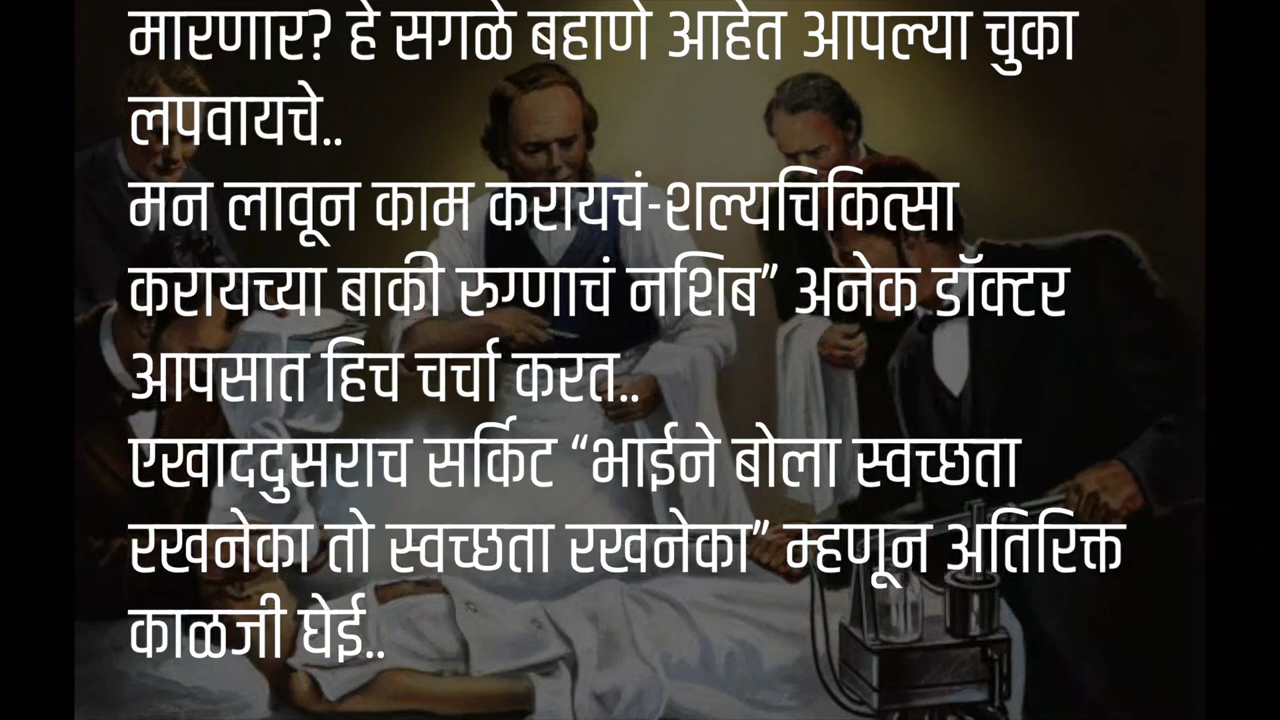 मारणार? हे सगळे बहाणे आहेत आपल्या चुका
लपवायचे..
मन लावून काम करायचं-शल्यचिकित्सा
करायच्या बाकी रुग्णाचं नशिब” अनेक डॉक्टर
आपसात हिच चर्चा करत..
एखाददुसराच सर्किट “भाईने बोला स्वच्छता
रखनेका तो स्वच्छता रखनेका” म्हणून अतिरिक्त
काळजी घेई..